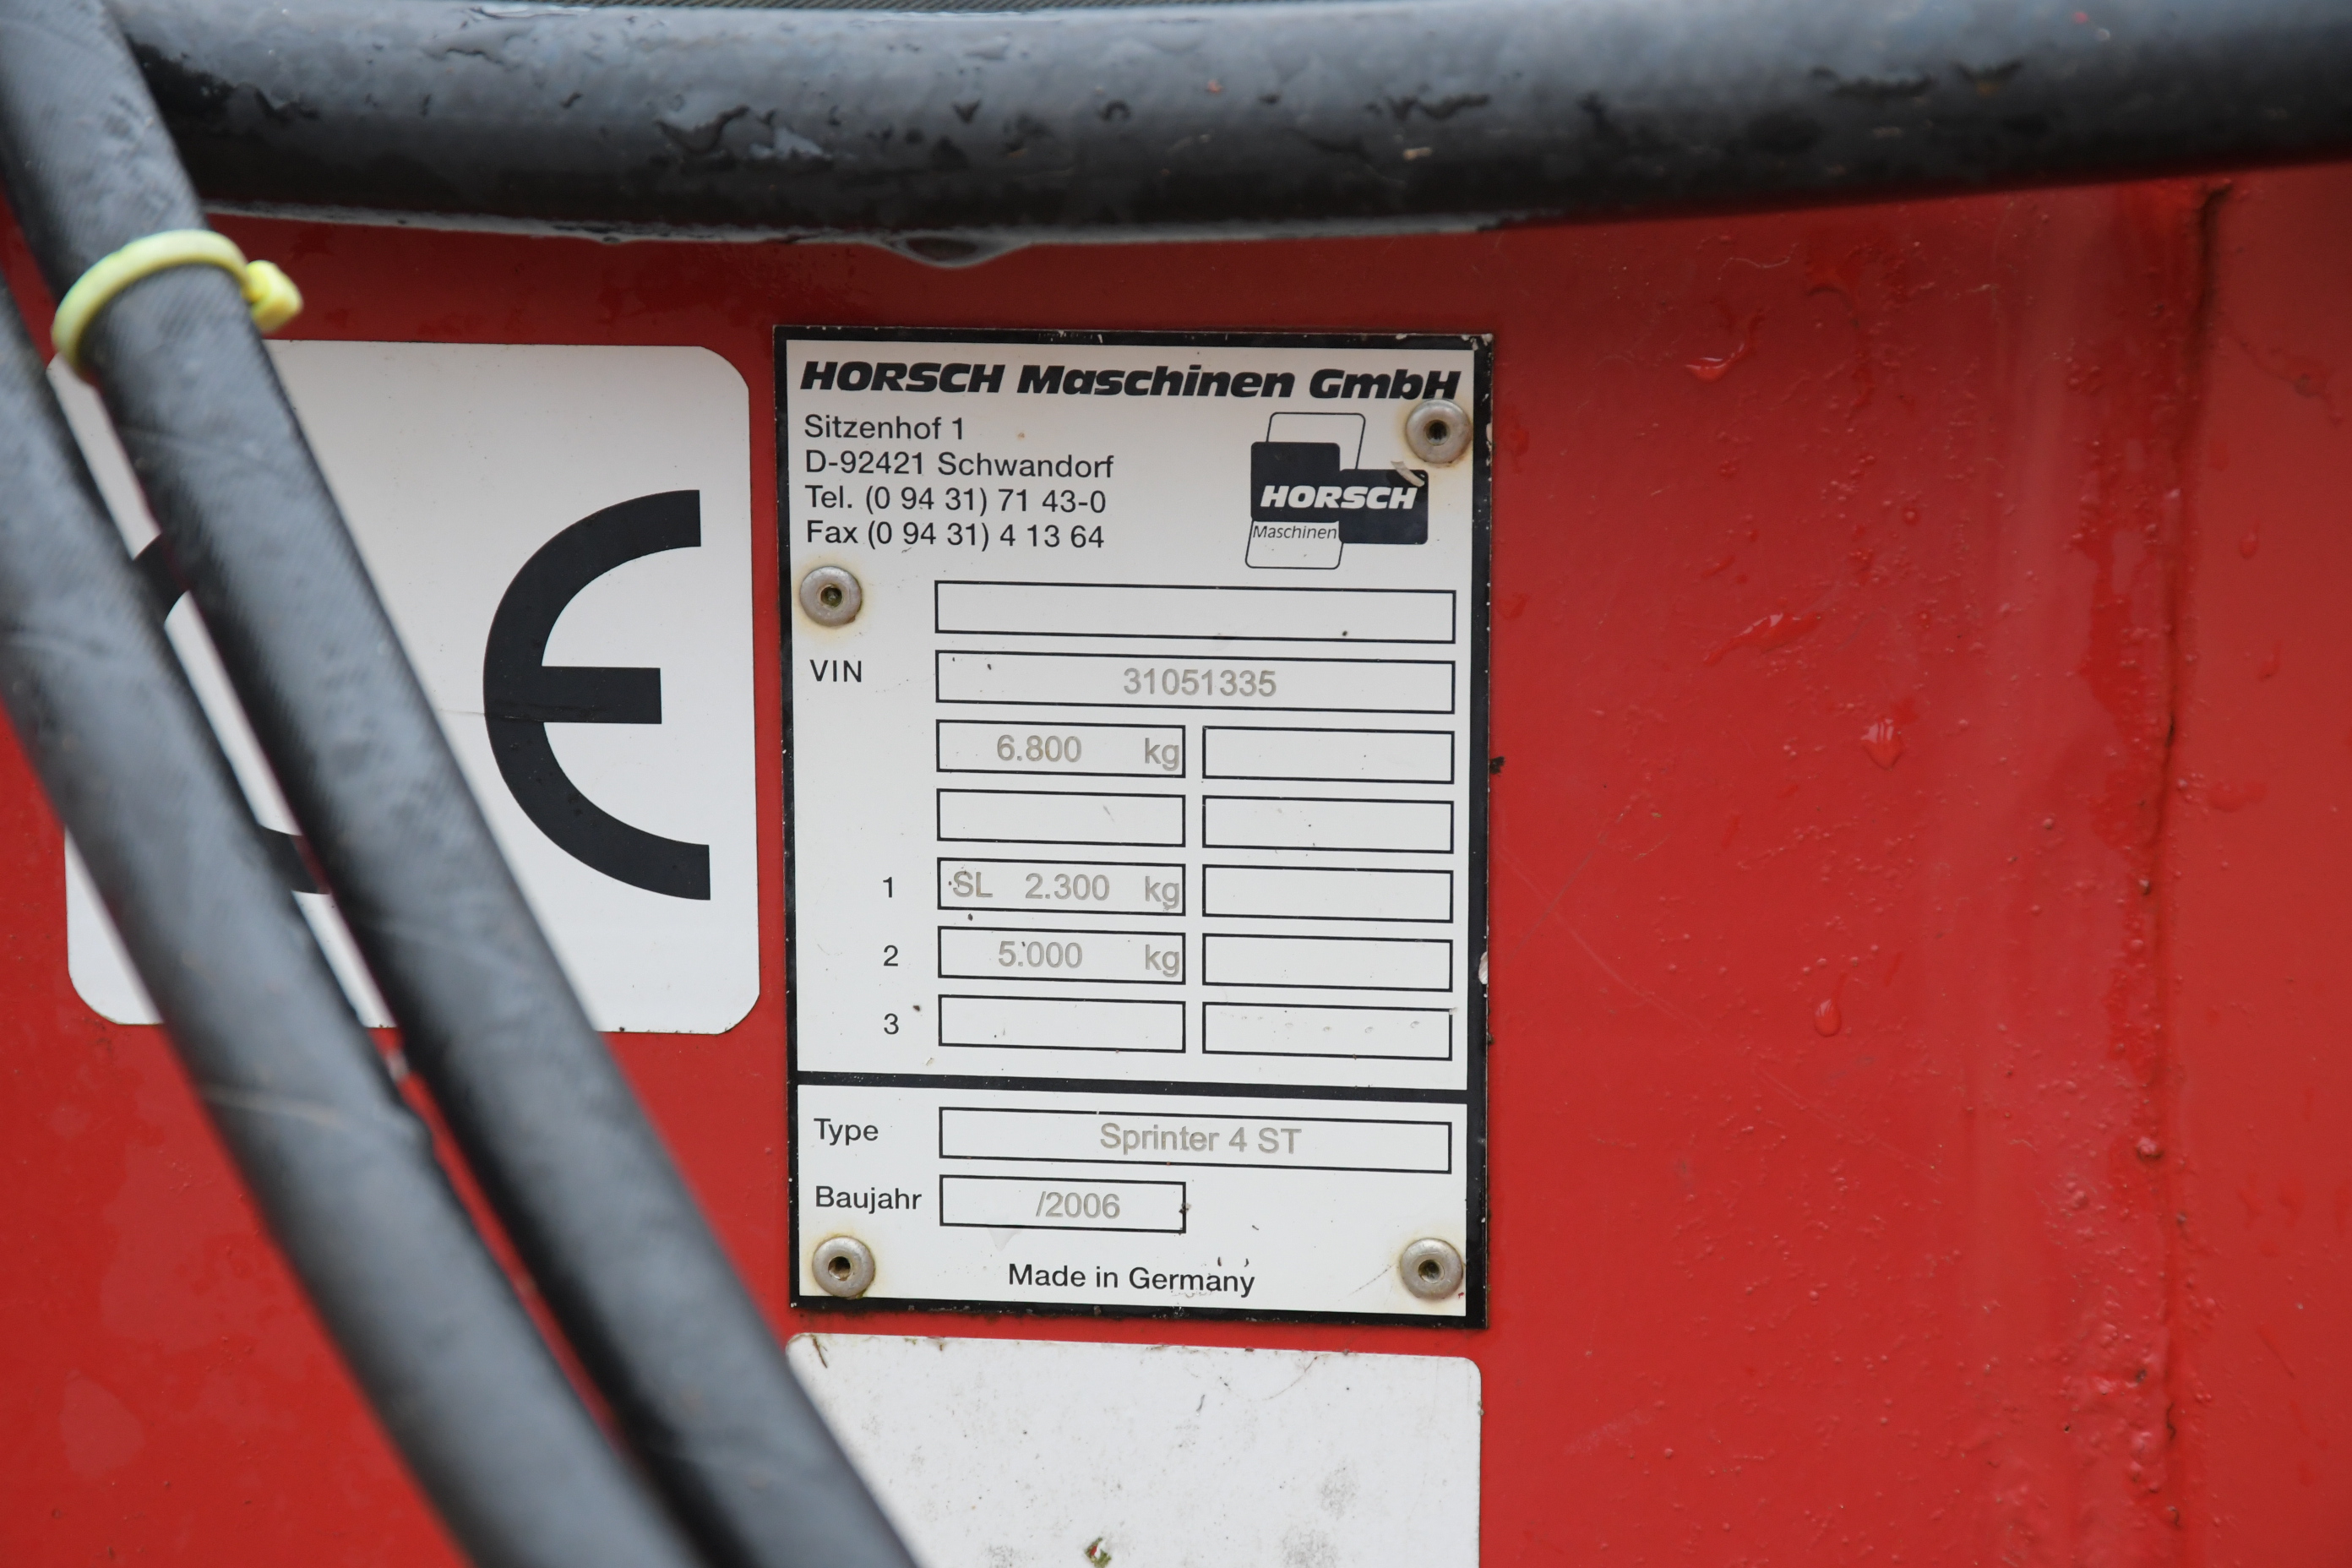 HORSCH Maschinen GmbH
Sitzenhof 1
D-92421 Schwandorf
Tel. (0 94 31) 71 43-0
Fax (0 94 31) 4 13 64
HORSCH
Maschinen
VIN 31051335
6.800 kg
1 SL 2.300 kg
2 5.000 kg
3
Type Sprinter 4 ST
Baujahr /2006
Made in Germany
CE